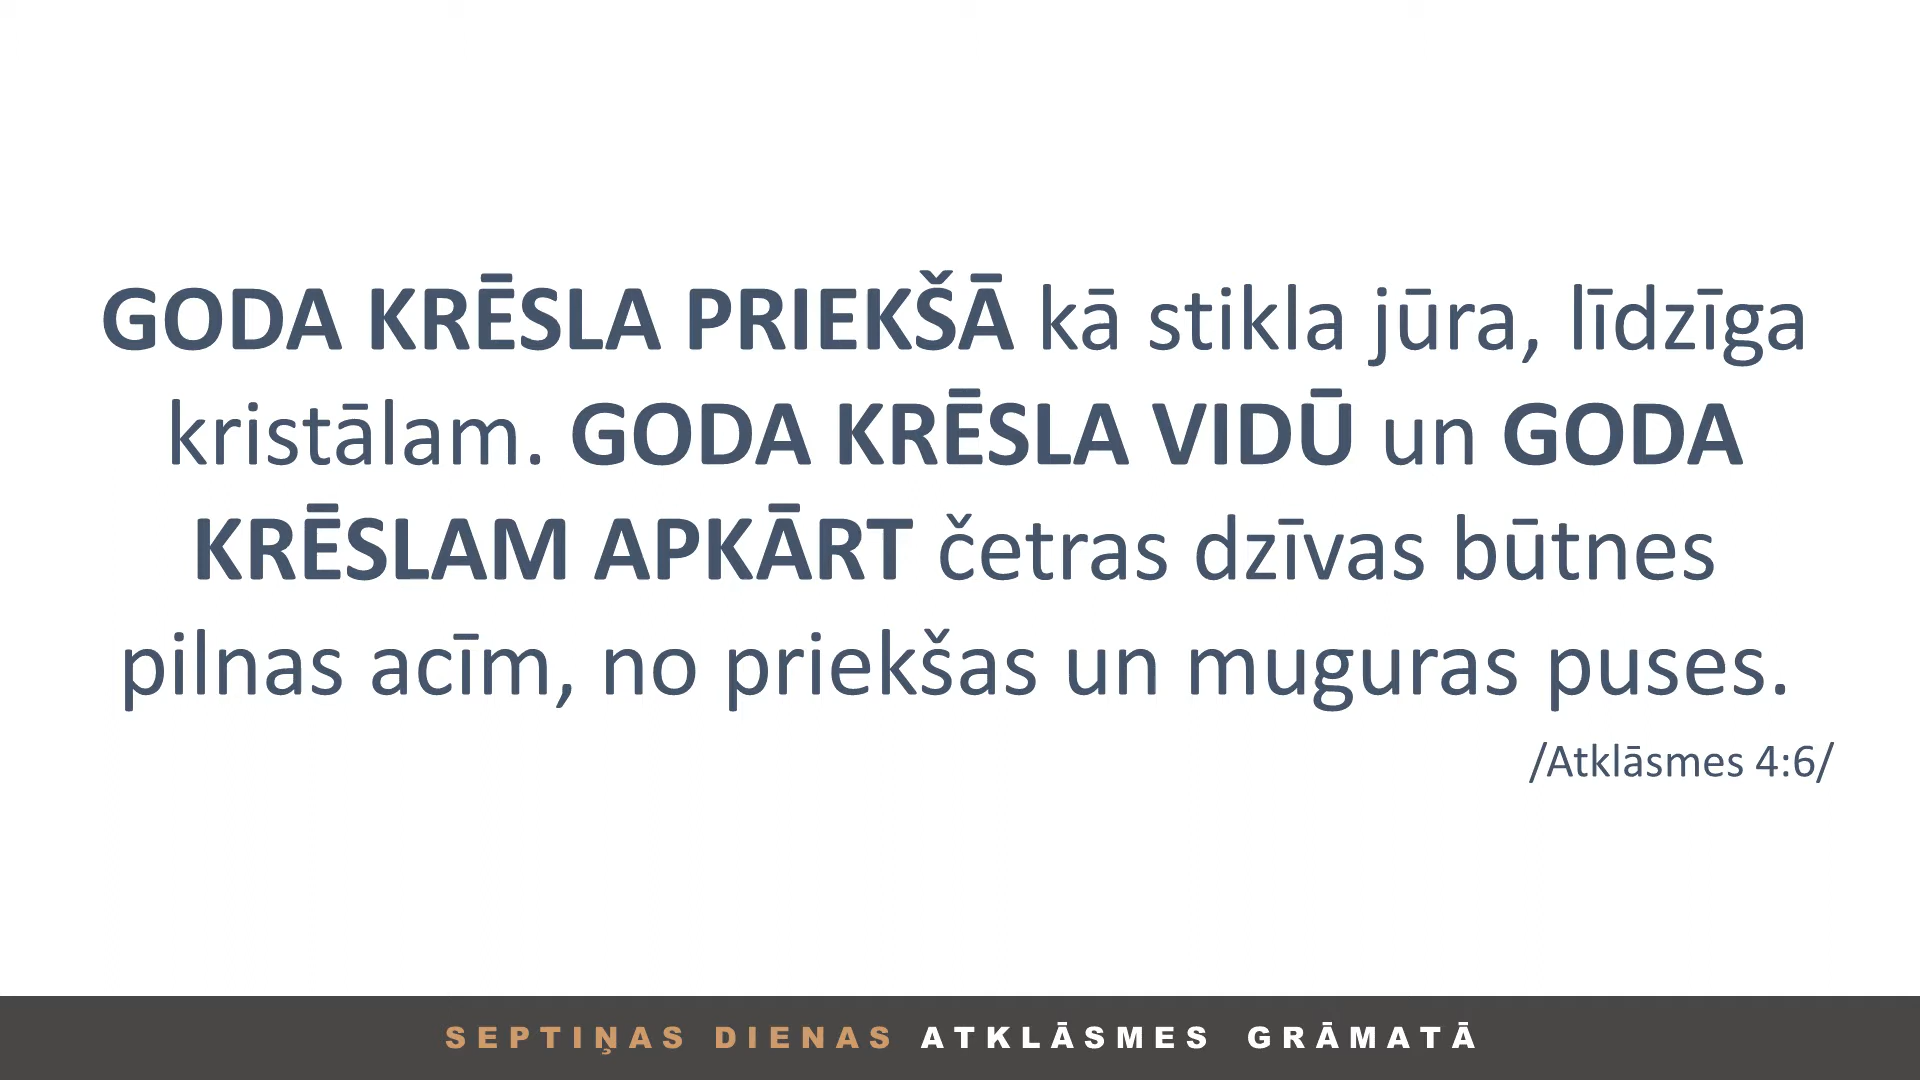 GODA KRĒSLA PRIEKŠĀ kā stikla jūra, līdzīga
kristālam. GODA KRĒSLA VIDŪ un GODA
KRĒSLAM APKĀRT četras dzīvas būtnes
pilnas acīm, no priekšas un muguras puses.
/Atklāsmes 4:6/
SEPTIŅAS DIENAS ATKLĀSMES GRĀMATĀ